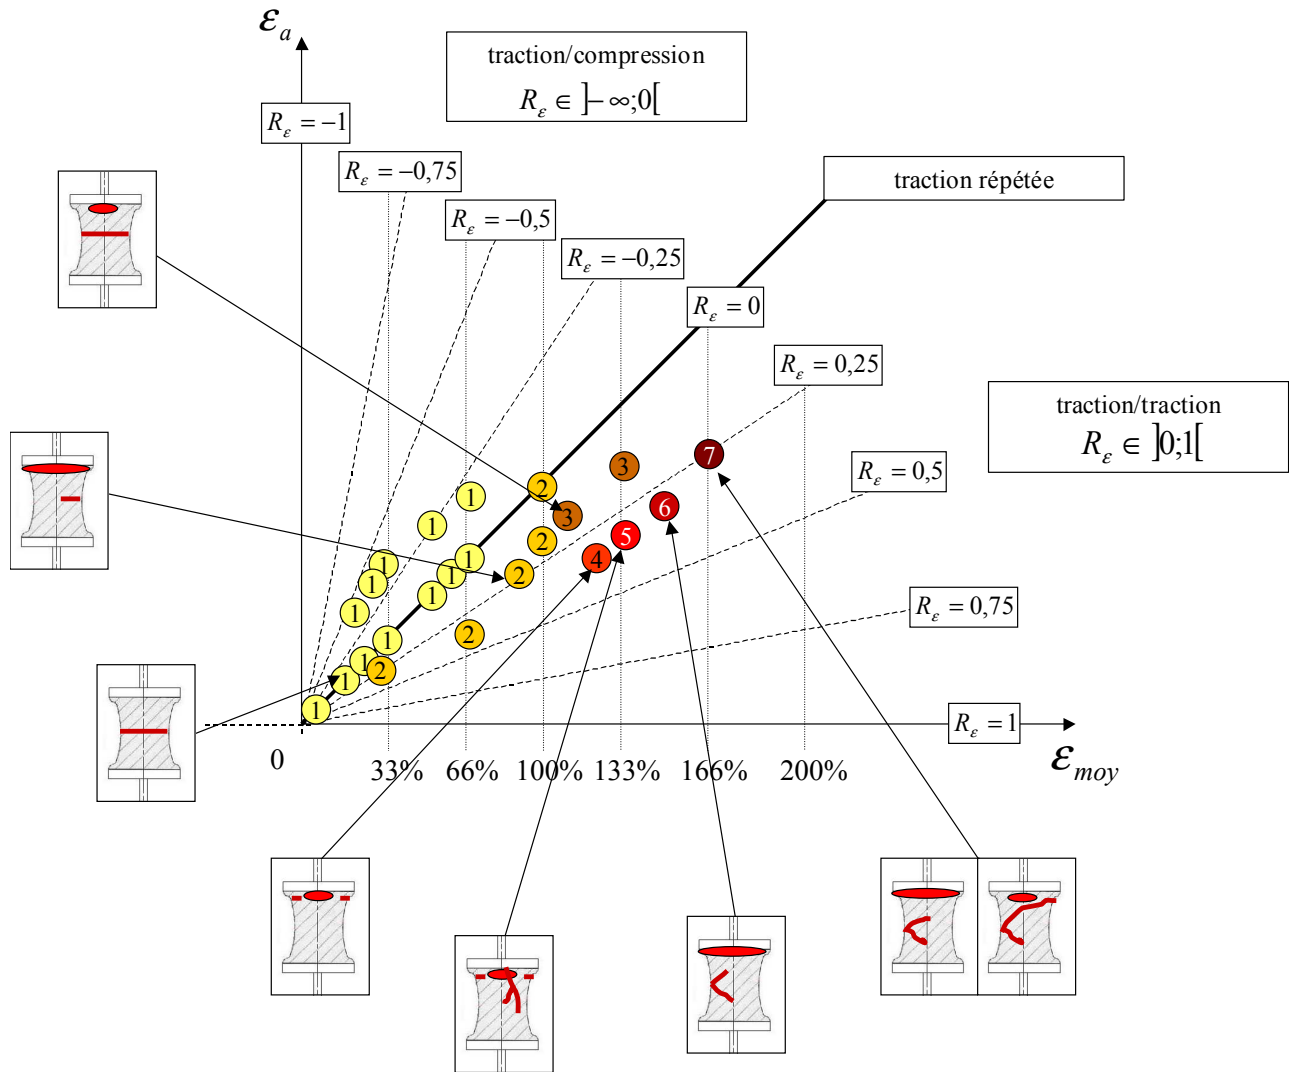 ε_a
traction/compression
R_ε ∈ ]−∞;0[
R_ε = −1
R_ε = −0,75
traction répétée
R_ε = −0,5
R_ε = −0,25
R_ε = 0
R_ε = 0,25
traction/traction
R_ε ∈ ]0;1[
R_ε = 0,5
7
3
2
1
6
3
1
5
2
1
4
1
1
2
1
1
1
R_ε = 0,75
1
2
1
1
2
1
1
R_ε = 1
0
33% 66% 100% 133% 166% 200%
ε_moy